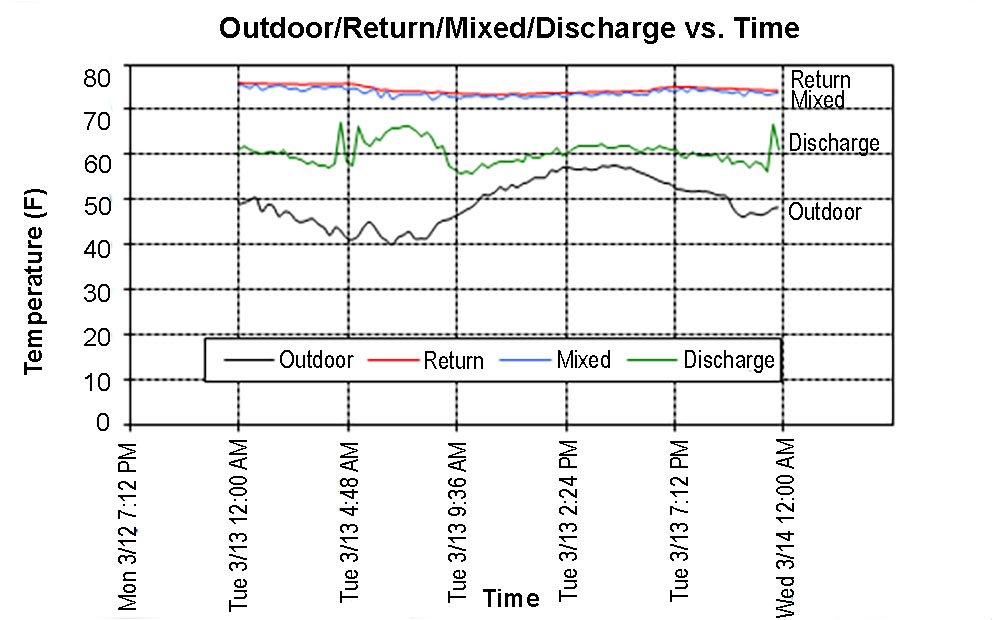 Outdoor/Return/Mixed/Discharge vs. Time
80
70
60
50
40
30
20
10
0
Temperature (F)
Return
Mixed
Discharge
Outdoor
Outdoor Return Mixed Discharge
Mon 3/12 7:12 PM
Tue 3/13 12:00 AM
Tue 3/13 4:48 AM
Tue 3/13 9:36 AM
Tue 3/13 2:24 PM
Tue 3/13 7:12 PM
Wed 3/14 12:00 AM
Time